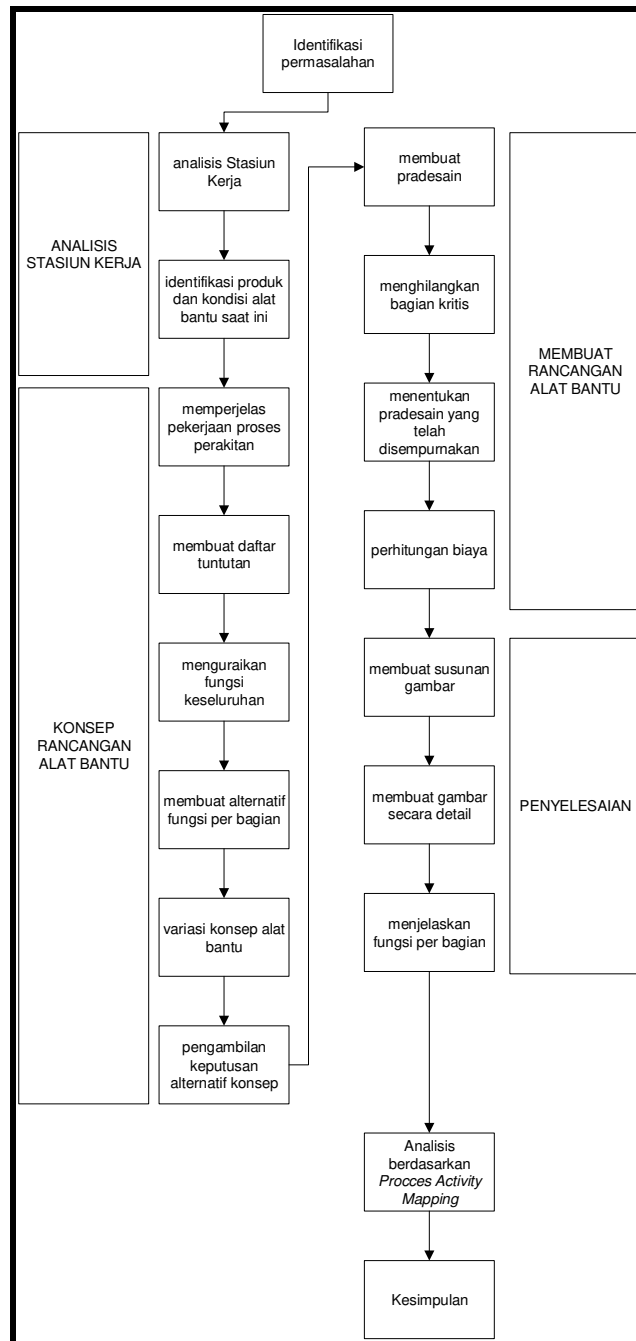 Identifikasi
permasalahan
ANALISIS
STASIUN KERJA
analisis Stasiun
Kerja
identifikasi produk
dan kondisi alat
bantu saat ini
KONSEP
RANCANGAN
ALAT BANTU
memperjelas
pekerjaan proses
perakitan
membuat daftar
tuntutan
menguraikan
fungsi
keseluruhan
membuat alternatif
fungsi per bagian
variasi konsep alat
bantu
pengambilan
keputusan
alternatif konsep
membuat
pradesain
menghilangkan
bagian kritis
menentukan
pradesain yang
telah
disempurnakan
perhitungan biaya
MEMBUAT
RANCANGAN
ALAT BANTU
membuat susunan
gambar
membuat gambar
secara detail
menjelaskan
fungsi per bagian
PENYELESAIAN
Analisis
berdasarkan
Procces Activity
Mapping
Kesimpulan